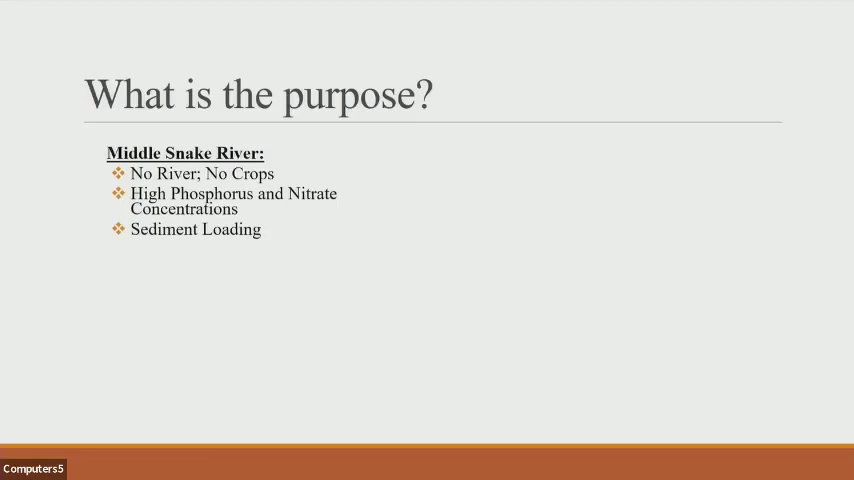 What is the purpose?
Middle Snake River:
No River; No Crops
High Phosphorus and Nitrate
Concentrations
Sediment Loading
Computers5